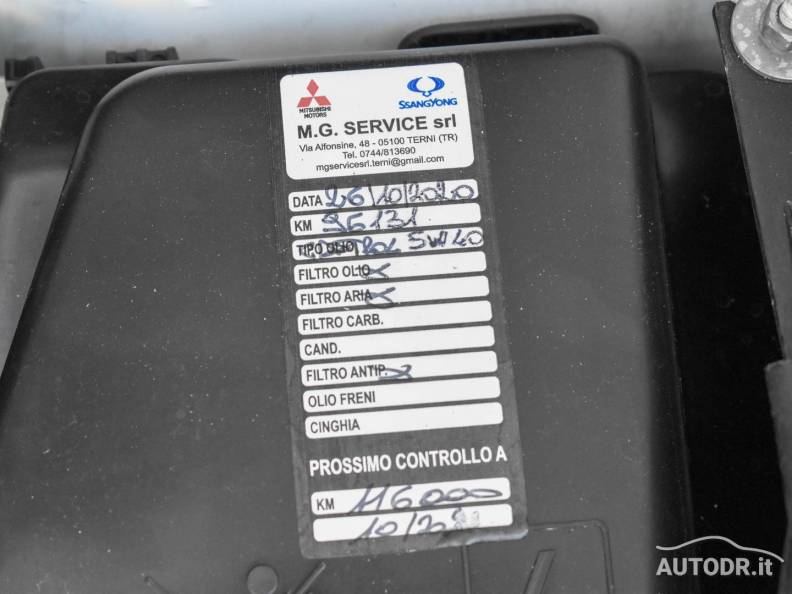 MITSUBISHI
MOTORS
SSANGYONG
M.G. SERVICE srl
Via Alfonsine, 48 - 05100 TERNI (TR)
Tel. 0744/813690
mgservicesrl.terni@gmail.com
DATA 26/10/2020
KM 96131
TIPO OLIO 5W40
FILTRO OLIO X
FILTRO ARIA X
FILTRO CARB.
CAND.
FILTRO ANTIP. X
OLIO FRENI
CINGHIA
PROSSIMO CONTROLLO A
KM 116000
AUTODR.it